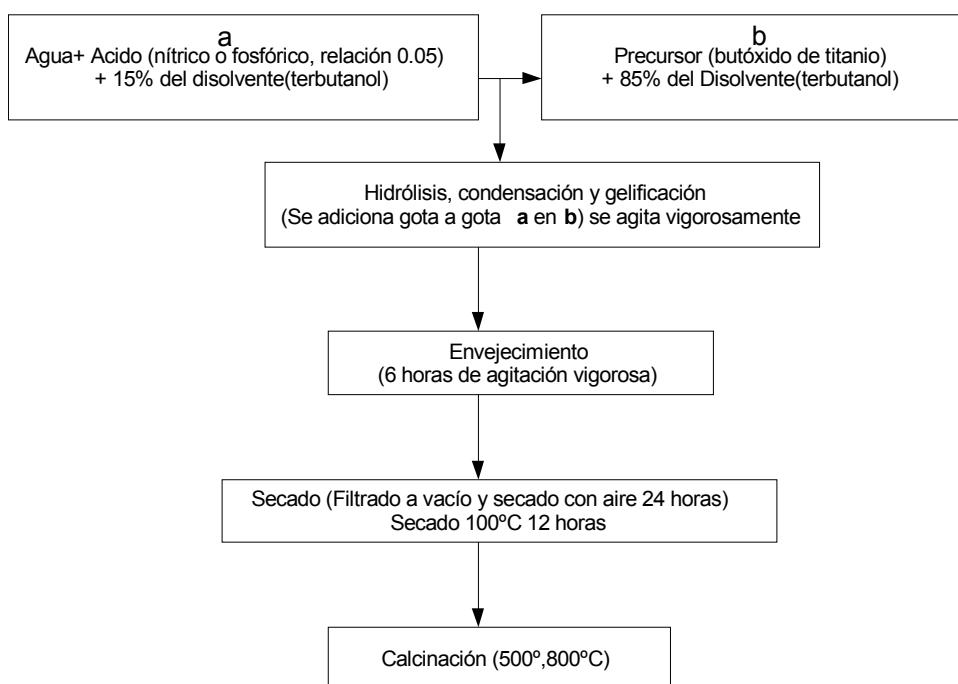 a
Agua+ Acido (nítrico o fosfórico, relación 0.05)
+ 15% del disolvente(terbutanol)
b
Precursor (butóxido de titanio)
+ 85% del Disolvente(terbutanol)
Hidrólisis, condensación y gelificación
(Se adiciona gota a gota a en b) se agita vigorosamente
Envejecimiento
(6 horas de agitación vigorosa)
Secado (Filtrado a vacío y secado con aire 24 horas)
Secado 100ºC 12 horas
Calcinación (500º,800ºC)